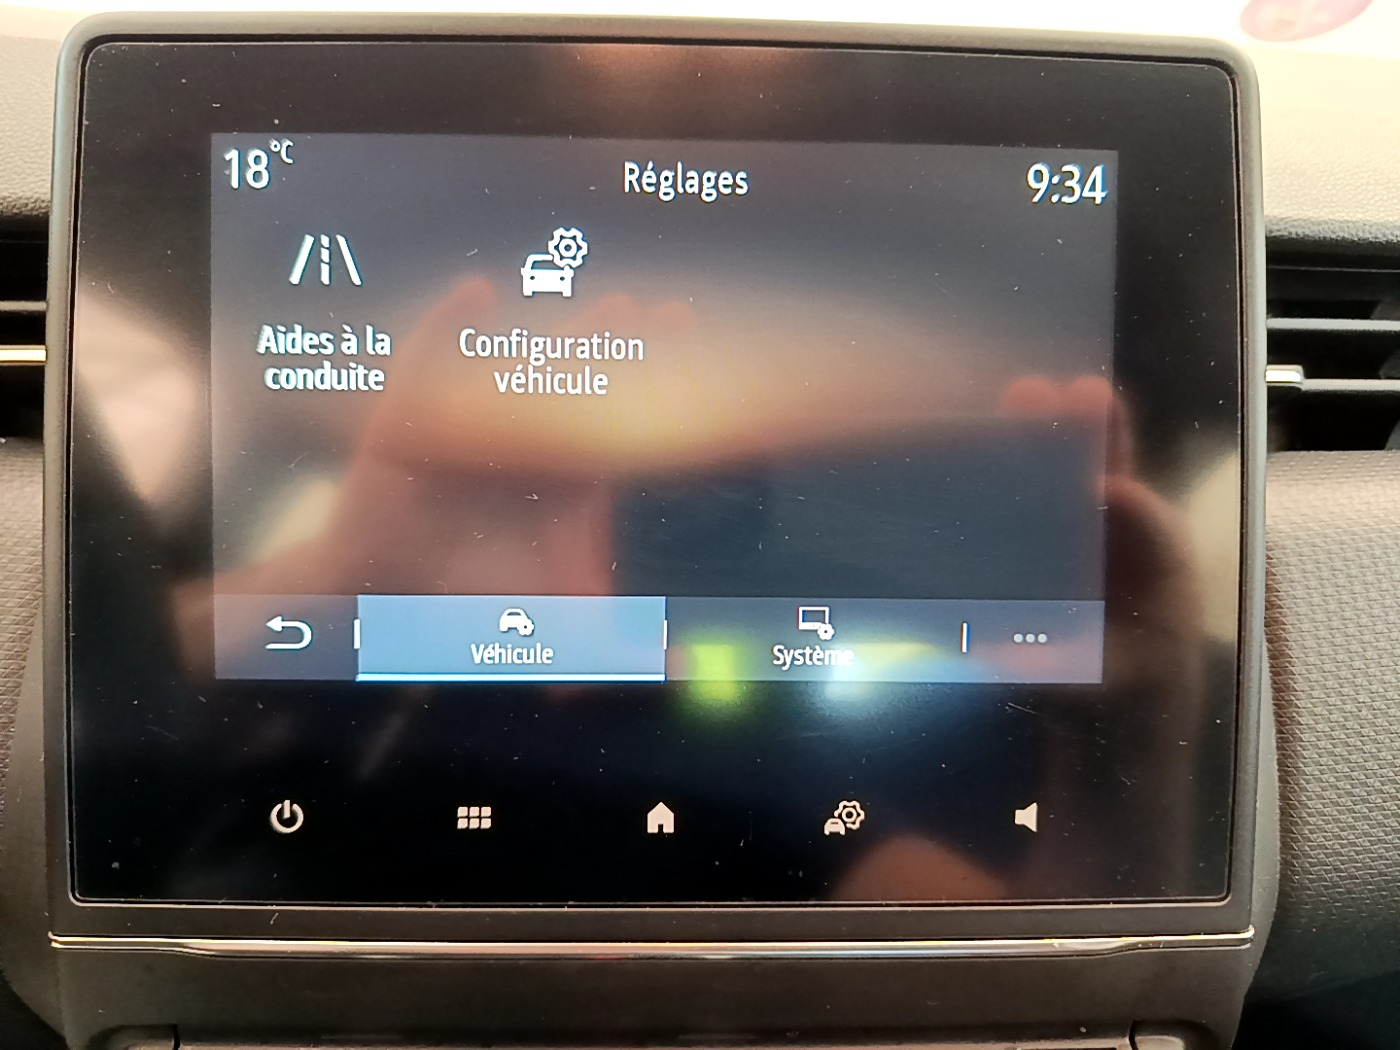 18°C
Réglages
9:34
Aides à la
conduite
Configuration
véhicule
Véhicule
Système